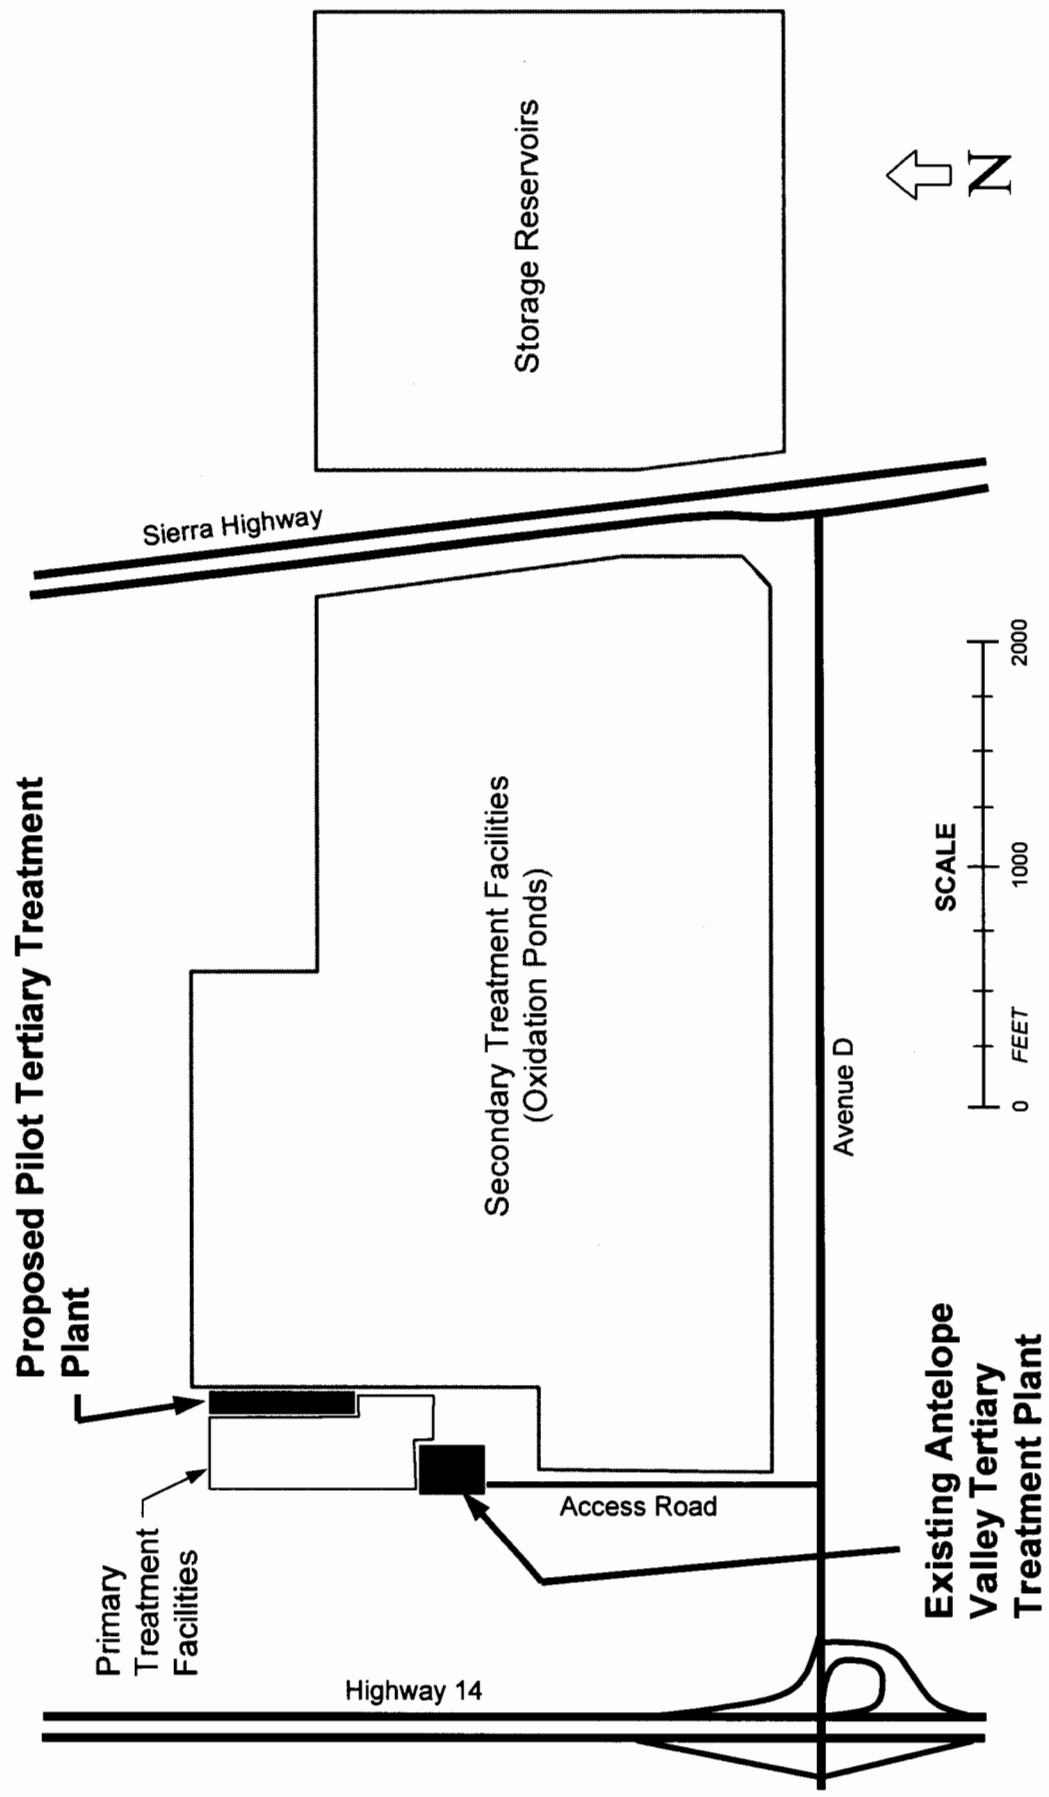 Proposed Pilot Tertiary Treatment
Plant
Primary
Treatment
Facilities
Highway 14
Sierra Highway
Storage Reservoirs
Secondary Treatment Facilities
(Oxidation Ponds)
Access Road
Avenue D
Existing Antelope
Valley Tertiary
Treatment Plant
SCALE
0 1000 2000
FEET
N